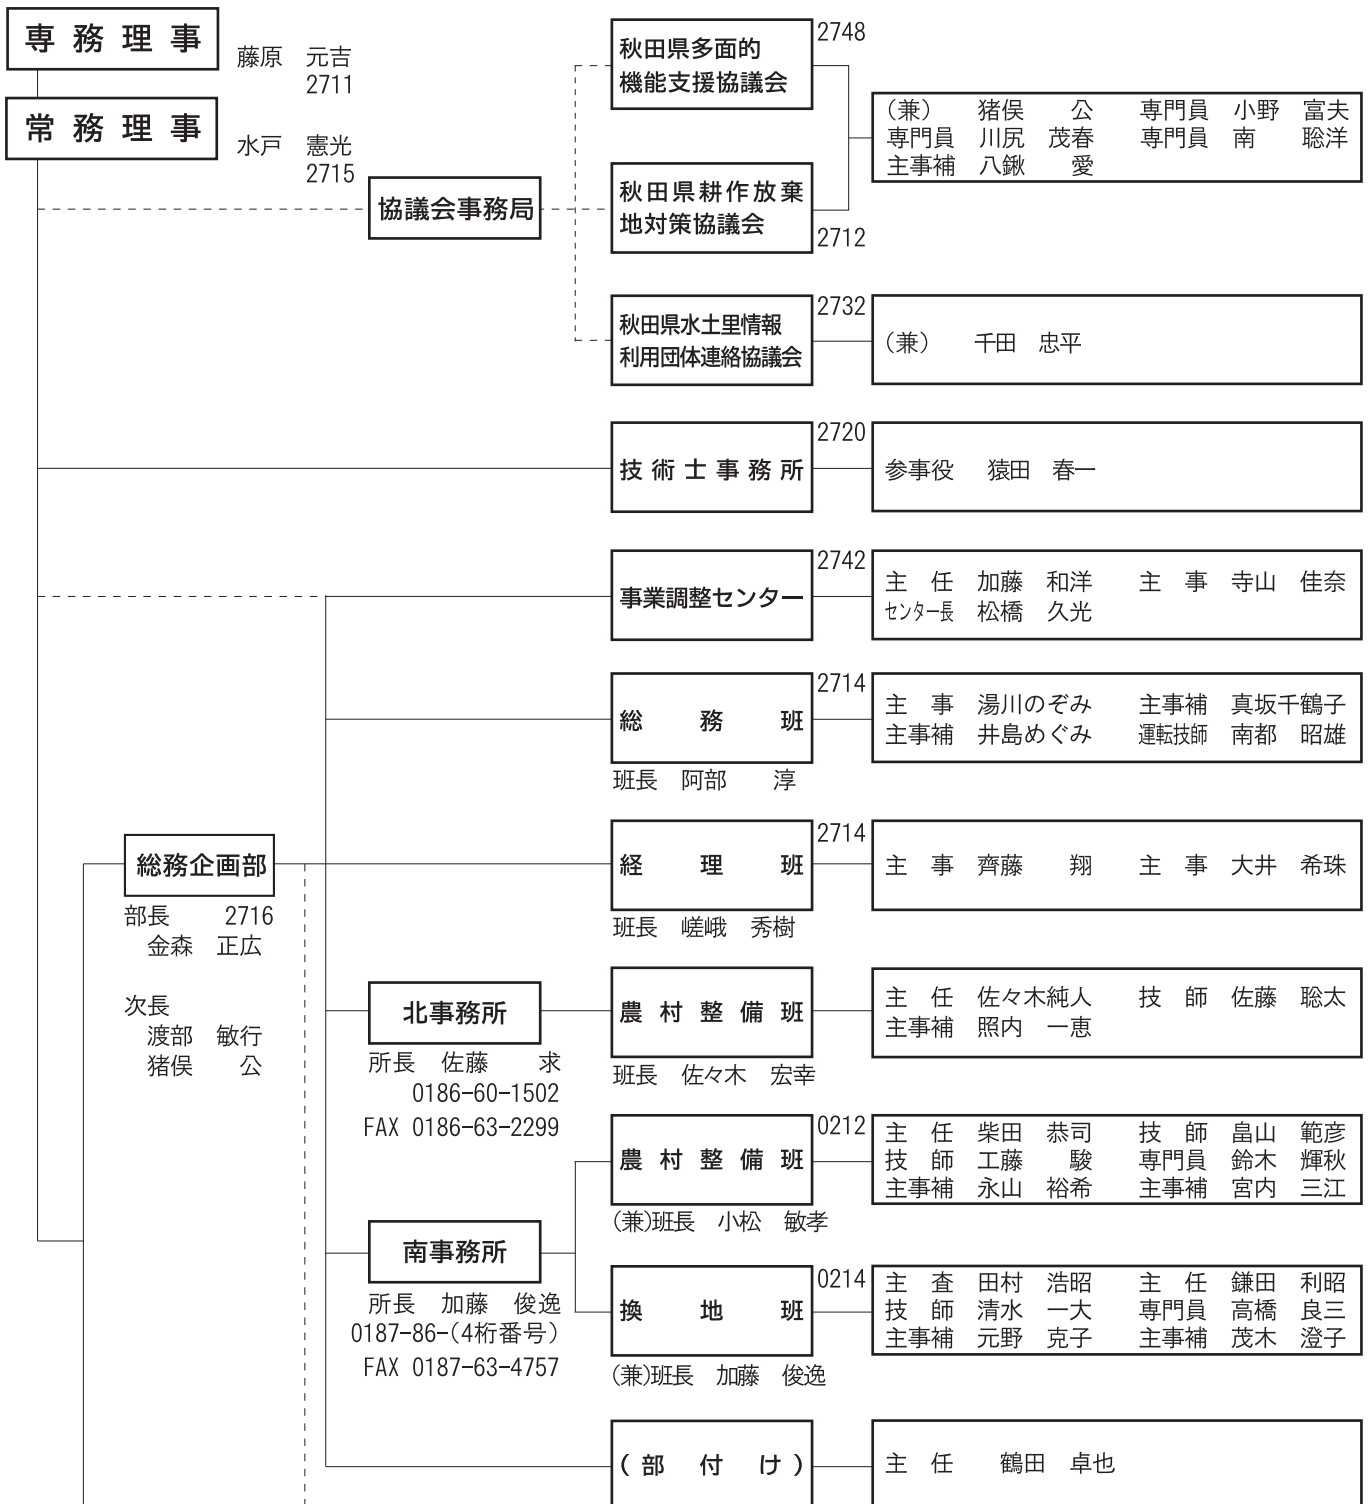 専務理事
藤原　元吉
2711
常務理事
水戸　憲光
2715
協議会事務局
秋田県多面的
機能支援協議会
2748
秋田県耕作放棄
地対策協議会
2712
（兼）　猪俣　　公　　専門員　小野　富夫
専門員　川尻　茂春　　専門員　南　　聡洋
主事補　八鍬　　愛
秋田県水土里情報
利用団体連絡協議会
2732
（兼）　千田　忠平
技術士事務所
2720
参事役　猿田　春一
事業調整センター
2742
主　任　加藤　和洋　　主　事　寺山　佳奈
センター長　松橋　久光
総務班
2714
班長　阿部　　淳
主　事　湯川のぞみ　　主事補　真坂千鶴子
主事補　井島めぐみ　　運転技師　南都　昭雄
総務企画部
部長　2716
金森　正広
次長
渡部　敏行
猪俣　　公
経理班
2714
班長　嵯峨　秀樹
主　事　齊藤　　翔　　主　事　大井　希珠
北事務所
所長　佐藤　　求
0186-60-1502
FAX 0186-63-2299
農村整備班
班長　佐々木　宏幸
主　任　佐々木純人　　技　師　佐藤　聡太
主事補　照内　一恵
南事務所
所長　加藤　俊逸
0187-86-(4桁番号)
FAX 0187-63-4757
農村整備班
0212
(兼)班長　小松　敏孝
主　任　柴田　恭司　　技　師　畠山　範彦
技　師　工藤　　駿　　専門員　鈴木　輝秋
主事補　永山　裕希　　主事補　宮内　三江
換地班
0214
(兼)班長　加藤　俊逸
主　査　田村　浩昭　　主　任　鎌田　利昭
技　師　清水　一大　　専門員　高橋　良三
主事補　元野　克子　　主事補　茂木　澄子
(部付け)
主　任　　鶴田　卓也